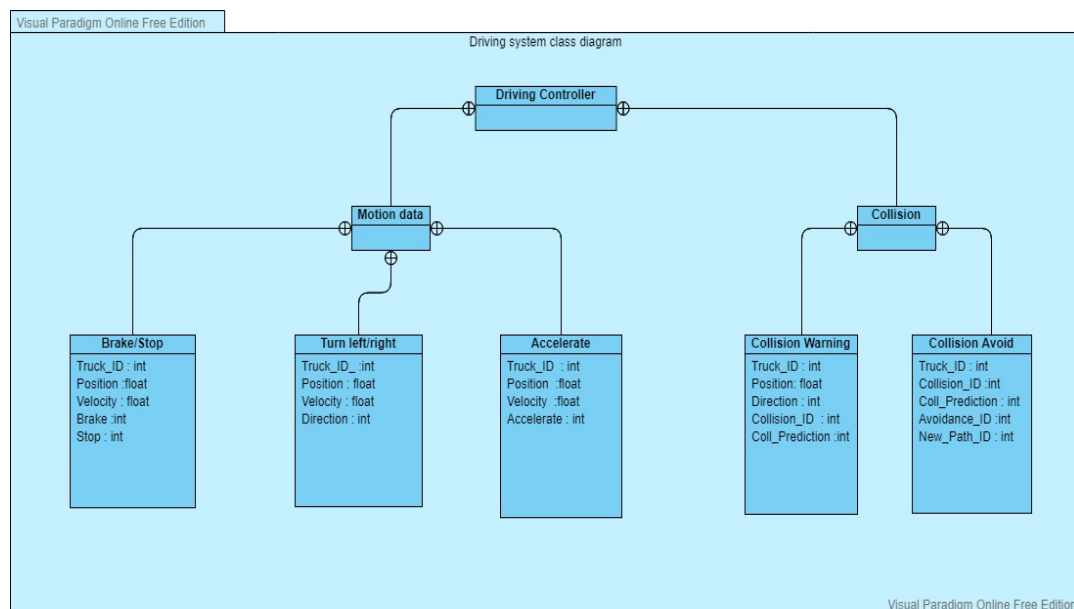 Visual Paradigm Online Free Edition
Driving system class diagram
Driving Controller
Motion data
Collision
Brake/Stop
Truck_ID : int
Position :float
Velocity : float
Brake :int
Stop : int
Turn left/right
Truck_ID_ :int
Position : float
Velocity : float
Direction : int
Accelerate
Truck_ID : int
Position :float
Velocity :float
Accelerate : int
Collision Warning
Truck_ID : int
Position: float
Direction : int
Collision_ID : int
Coll_Prediction :int
Collision Avoid
Truck_ID : int
Collision_ID :int
Coll_Prediction : int
Avoidance_ID : int
New_Path_ID : int
Visual Paradigm Online Free Edition